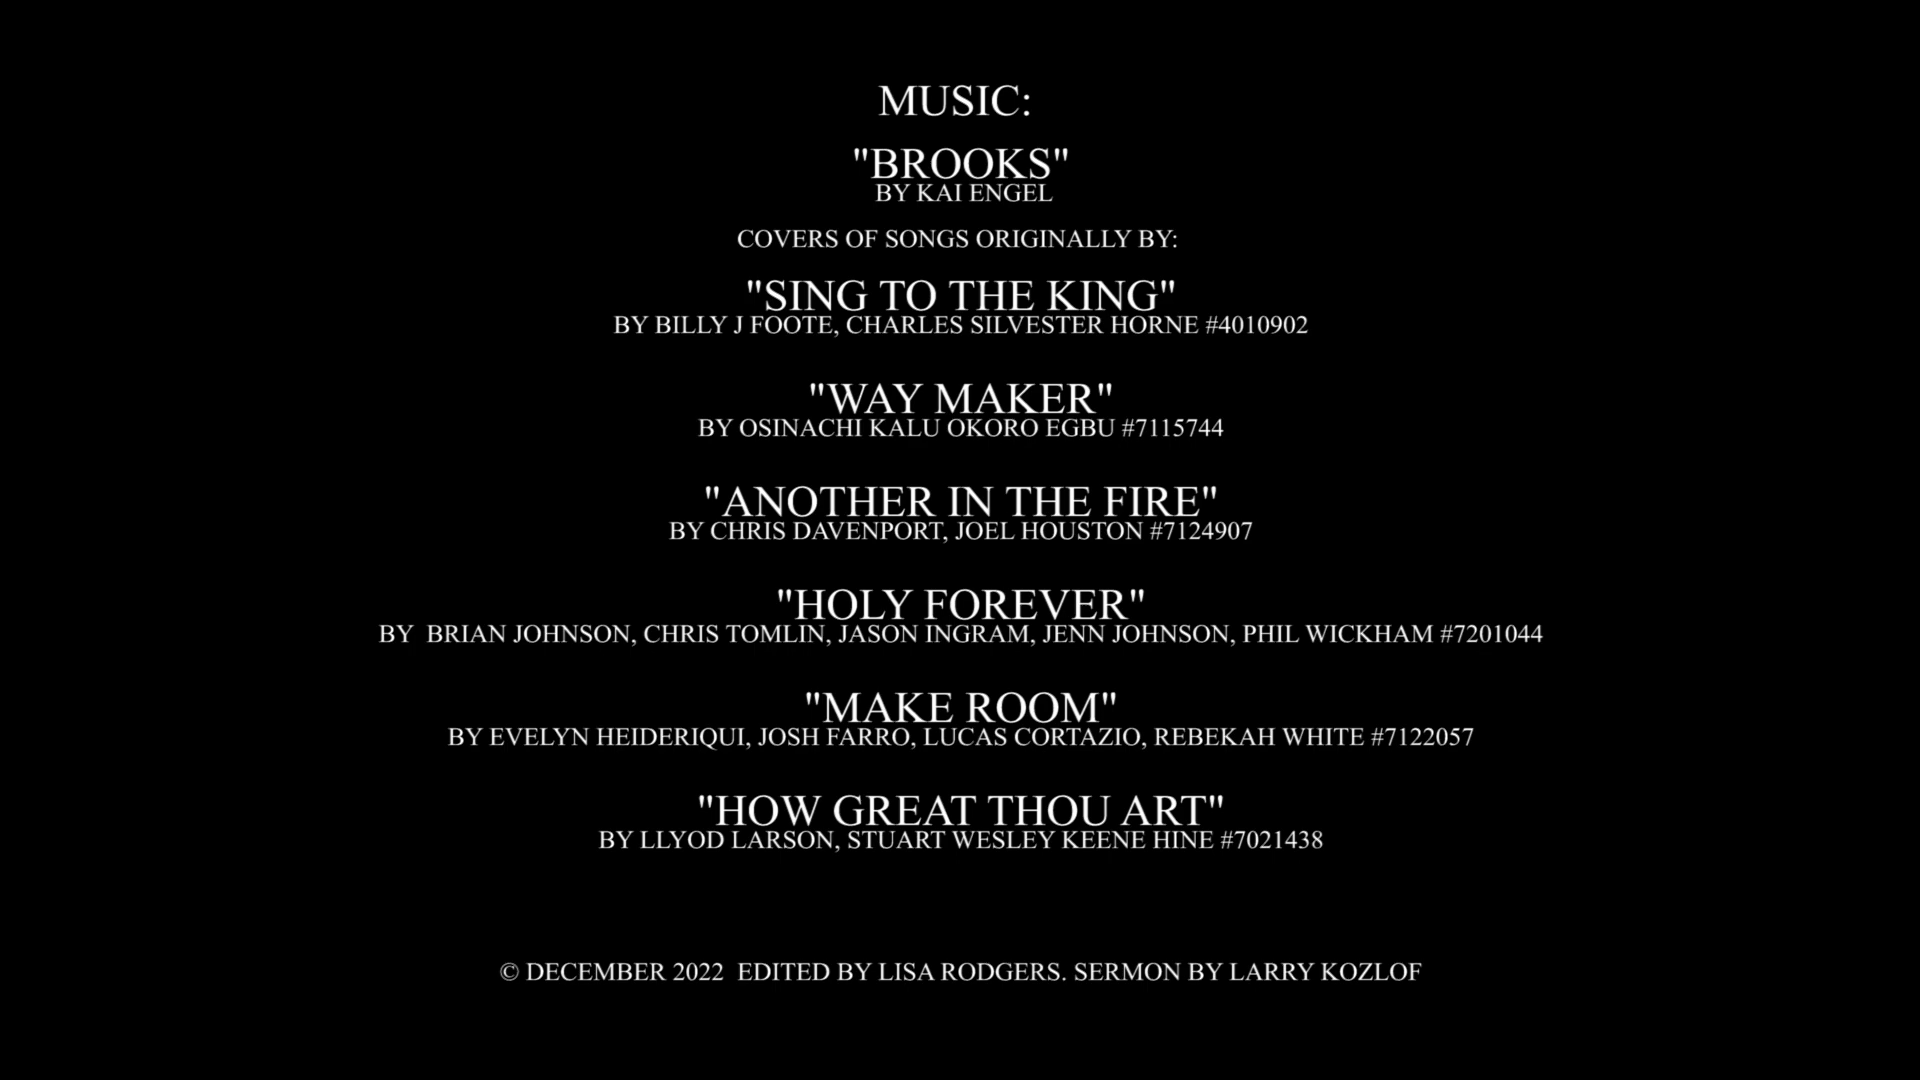 MUSIC:
"BROOKS"
BY KAI ENGEL
COVERS OF SONGS ORIGINALLY BY:
"SING TO THE KING"
BY BILLY J FOOTE, CHARLES SILVESTER HORNE #4010902
"WAY MAKER"
BY OSINACHI KALU OKORO EGBU #7115744
"ANOTHER IN THE FIRE"
BY CHRIS DAVENPORT, JOEL HOUSTON #7124907
"HOLY FOREVER"
BY  BRIAN JOHNSON, CHRIS TOMLIN, JASON INGRAM, JENN JOHNSON, PHIL WICKHAM #7201044
"MAKE ROOM"
BY EVELYN HEIDERIQUI, JOSH FARRO, LUCAS CORTAZIO, REBEKAH WHITE #7122057
"HOW GREAT THOU ART"
BY LLYOD LARSON, STUART WESLEY KEENE HINE #7021438
© DECEMBER 2022  EDITED BY LISA RODGERS. SERMON BY LARRY KOZLOF